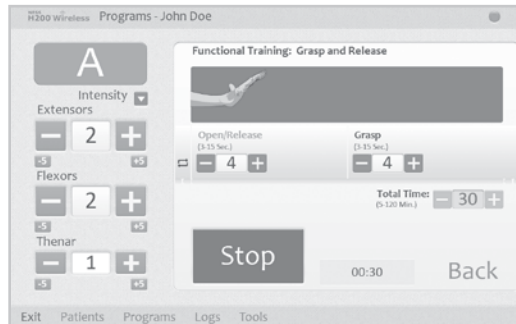 H200 Wireless Programs - John Doe
A
Intensity
Extensors
2
-5 +5
Flexors
2
-5 +5
Thenar
1
-5 +5
Functional Training: Grasp and Release
Open/Release Grasp
(3-15 Sec.) (3-15 Sec.)
4 4
Total Time:
(5-120 Min.)
30
Stop
00:30
Back
Exit Patients Programs Logs Tools